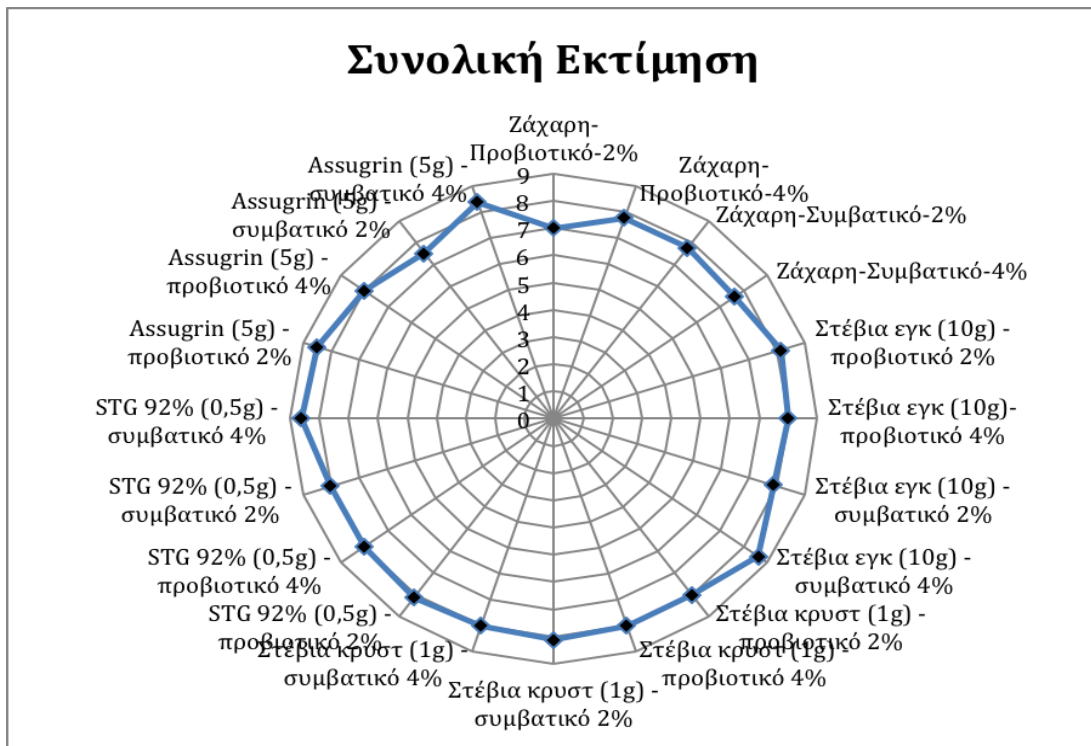 Συνολική Εκτίμηση
Ζάχαρη-
Προβιοτικό-2%
Ζάχαρη-
Προβιοτικό-4%
Ζάχαρη-Συμβατικό-2%
Ζάχαρη-Συμβατικό-4%
Στέβια εγκ (10g) -
προβιοτικό 2%
Στέβια εγκ (10g)-
προβιοτικό 4%
Στέβια εγκ (10g) -
συμβατικό 2%
Στέβια εγκ (10g) -
συμβατικό 4%
Στέβια κρυστ (1g) -
προβιοτικό 2%
Στέβια κρυστ (1g) -
προβιοτικό 4%
Στέβια κρυστ (1g) -
συμβατικό 2%
Στέβια κρυστ (1g) -
συμβατικό 4%
STG 92% (0,5g) -
προβιοτικό 2%
STG 92% (0,5g) -
προβιοτικό 4%
STG 92% (0,5g) -
συμβατικό 2%
STG 92% (0,5g) -
συμβατικό 4%
Assugrin (5g) -
προβιοτικό 2%
Assugrin (5g) -
προβιοτικό 4%
Assugrin (5g) -
συμβατικό 2%
Assugrin (5g) -
συμβατικό 4%
9
8
7
6
5
4
3
2
1
0